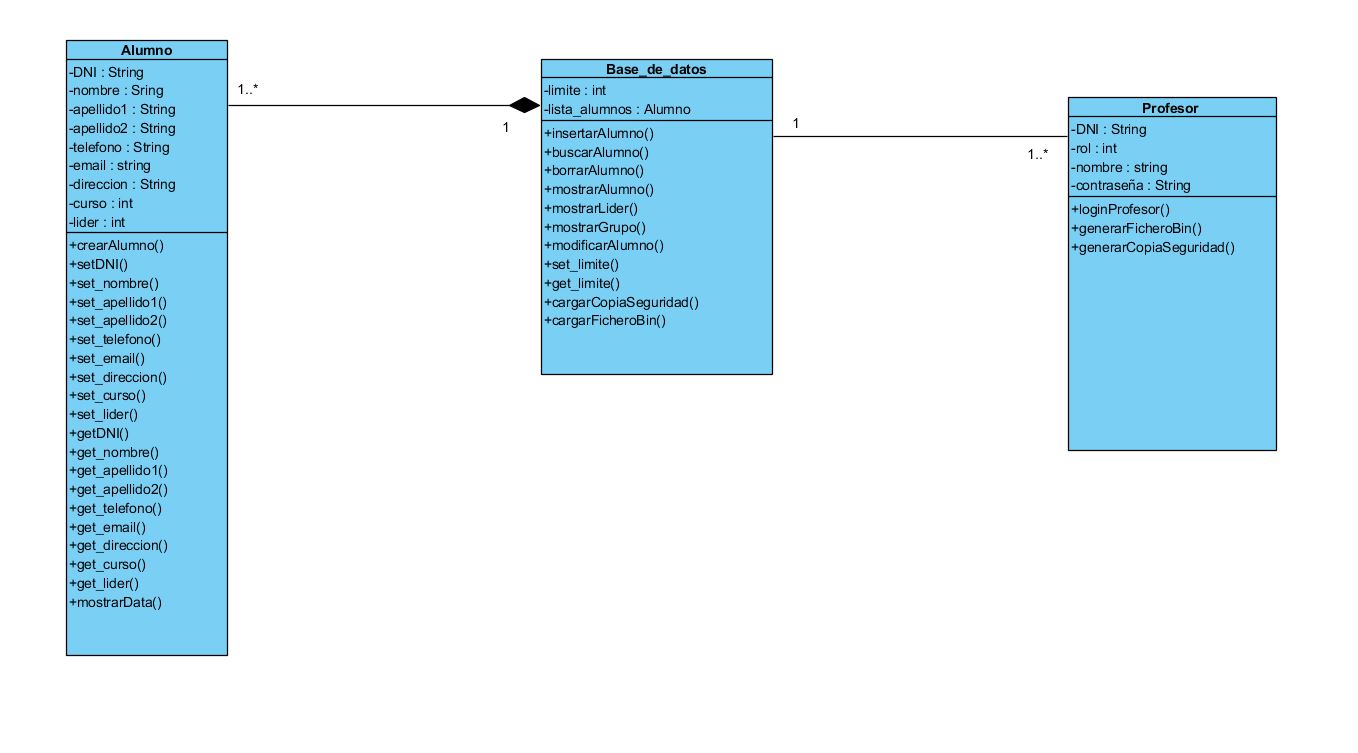 Alumno
-DNI : String
-nombre : Sring
-apellido1 : String
-apellido2 : String
-telefono : String
-email : string
-direccion : String
-curso : int
-lider : int
+crearAlumno()
+setDNI()
+set_nombre()
+set_apellido1()
+set_apellido2()
+set_telefono()
+set_email()
+set_direccion()
+set_curso()
+set_lider()
+getDNI()
+get_nombre()
+get_apellido1()
+get_apellido2()
+get_telefono()
+get_email()
+get_direccion()
+get_curso()
+get_lider()
+mostrarData()
1..*
1
Base_de_datos
-limite : int
-lista_alumnos : Alumno
+insertarAlumno()
+buscarAlumno()
+borrarAlumno()
+mostrarAlumno()
+mostrarLider()
+mostrarGrupo()
+modificarAlumno()
+set_limite()
+get_limite()
+cargarCopiaSeguridad()
+cargarFicheroBin()
1
1..*
Profesor
-DNI : String
-rol : int
-nombre : string
-contraseña : String
+loginProfesor()
+generarFicheroBin()
+generarCopiaSeguridad()